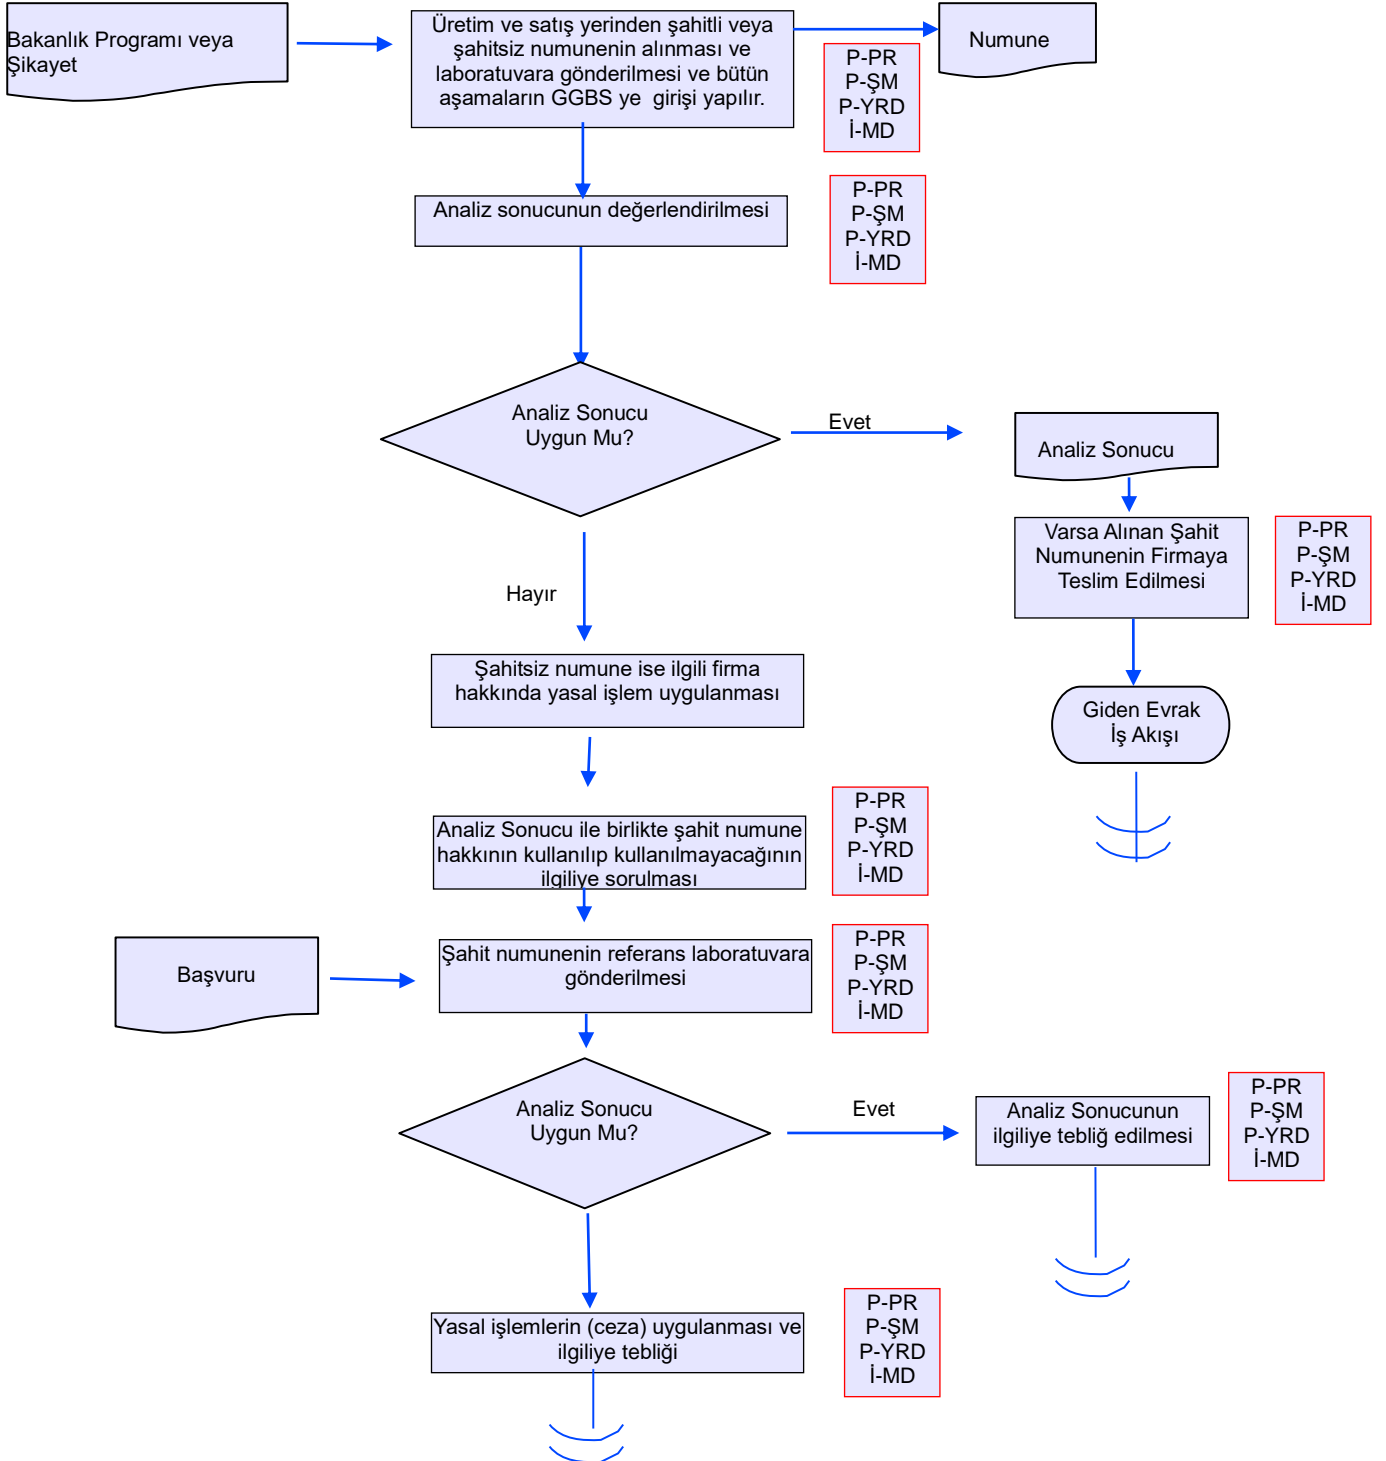 Bakanlık Programı veya
Şikayet
Üretim ve satış yerinden şahitli veya
şahitsiz numunenin alınması ve
laboratuvara gönderilmesi ve bütün
aşamaların GGBS ye  girişi yapılır.
Numune
P-PR
P-ŞM
P-YRD
İ-MD
Analiz sonucunun değerlendirilmesi
P-PR
P-ŞM
P-YRD
İ-MD
Analiz Sonucu
Uygun Mu?
Evet
Analiz Sonucu
Varsa Alınan Şahit
Numunenin Firmaya
Teslim Edilmesi
P-PR
P-ŞM
P-YRD
İ-MD
Giden Evrak
İş Akışı
Hayır
Şahitsiz numune ise ilgili firma
hakkında yasal işlem uygulanması
Analiz Sonucu ile birlikte şahit numune
hakkının kullanılıp kullanılmayacağının
ilgiliye sorulması
P-PR
P-ŞM
P-YRD
İ-MD
Başvuru
Şahit numunenin referans laboratuvara
gönderilmesi
P-PR
P-ŞM
P-YRD
İ-MD
Analiz Sonucu
Uygun Mu?
Evet
Analiz Sonucunun
ilgiliye tebliğ edilmesi
P-PR
P-ŞM
P-YRD
İ-MD
Yasal işlemlerin (ceza) uygulanması ve
ilgiliye tebliği
P-PR
P-ŞM
P-YRD
İ-MD